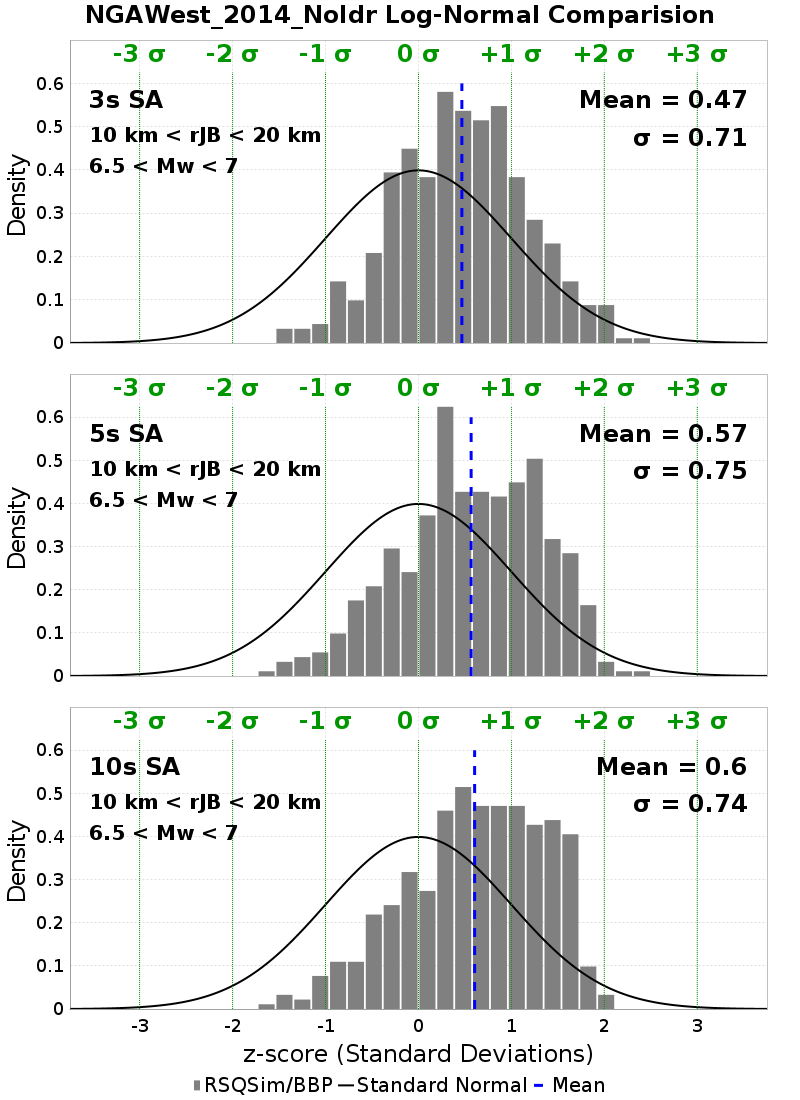 NGAWest_2014_NoIdr Log-Normal Comparision
-3 σ -2 σ -1 σ 0 σ +1 σ +2 σ +3 σ
0.6
3s SA Mean = 0.47
0.5
10 km < rJB < 20 km σ = 0.71
6.5 < Mw < 7
0.4
0.3
0.2
0.1
0
Density
-3 σ -2 σ -1 σ 0 σ +1 σ +2 σ +3 σ
0.6
5s SA Mean = 0.57
0.5
10 km < rJB < 20 km σ = 0.75
6.5 < Mw < 7
0.4
0.3
0.2
0.1
0
Density
-3 σ -2 σ -1 σ 0 σ +1 σ +2 σ +3 σ
0.6
10s SA Mean = 0.6
0.5
10 km < rJB < 20 km σ = 0.74
6.5 < Mw < 7
0.4
0.3
0.2
0.1
0
Density
-3 -2 -1 0 1 2 3
z-score (Standard Deviations)
RSQSim/BBP Standard Normal Mean